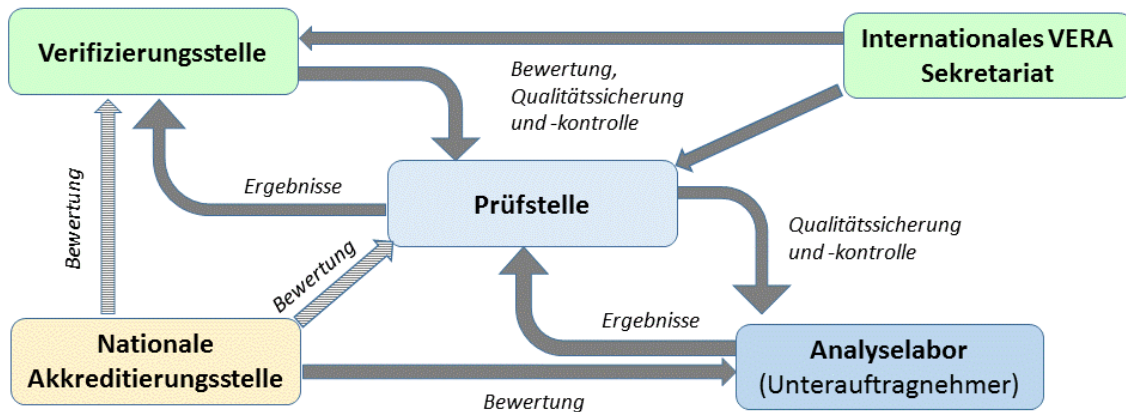 Verifizierungsstelle
Internationales VERA
Sekretariat
Bewertung,
Qualitätssicherung
und -kontrolle
Bewertung
Ergebnisse
Prüfstelle
Qualitätssicherung
und -kontrolle
Bewertung
Ergebnisse
Nationale
Akkreditierungsstelle
Analyselabor
(Unterauftragnehmer)
Bewertung